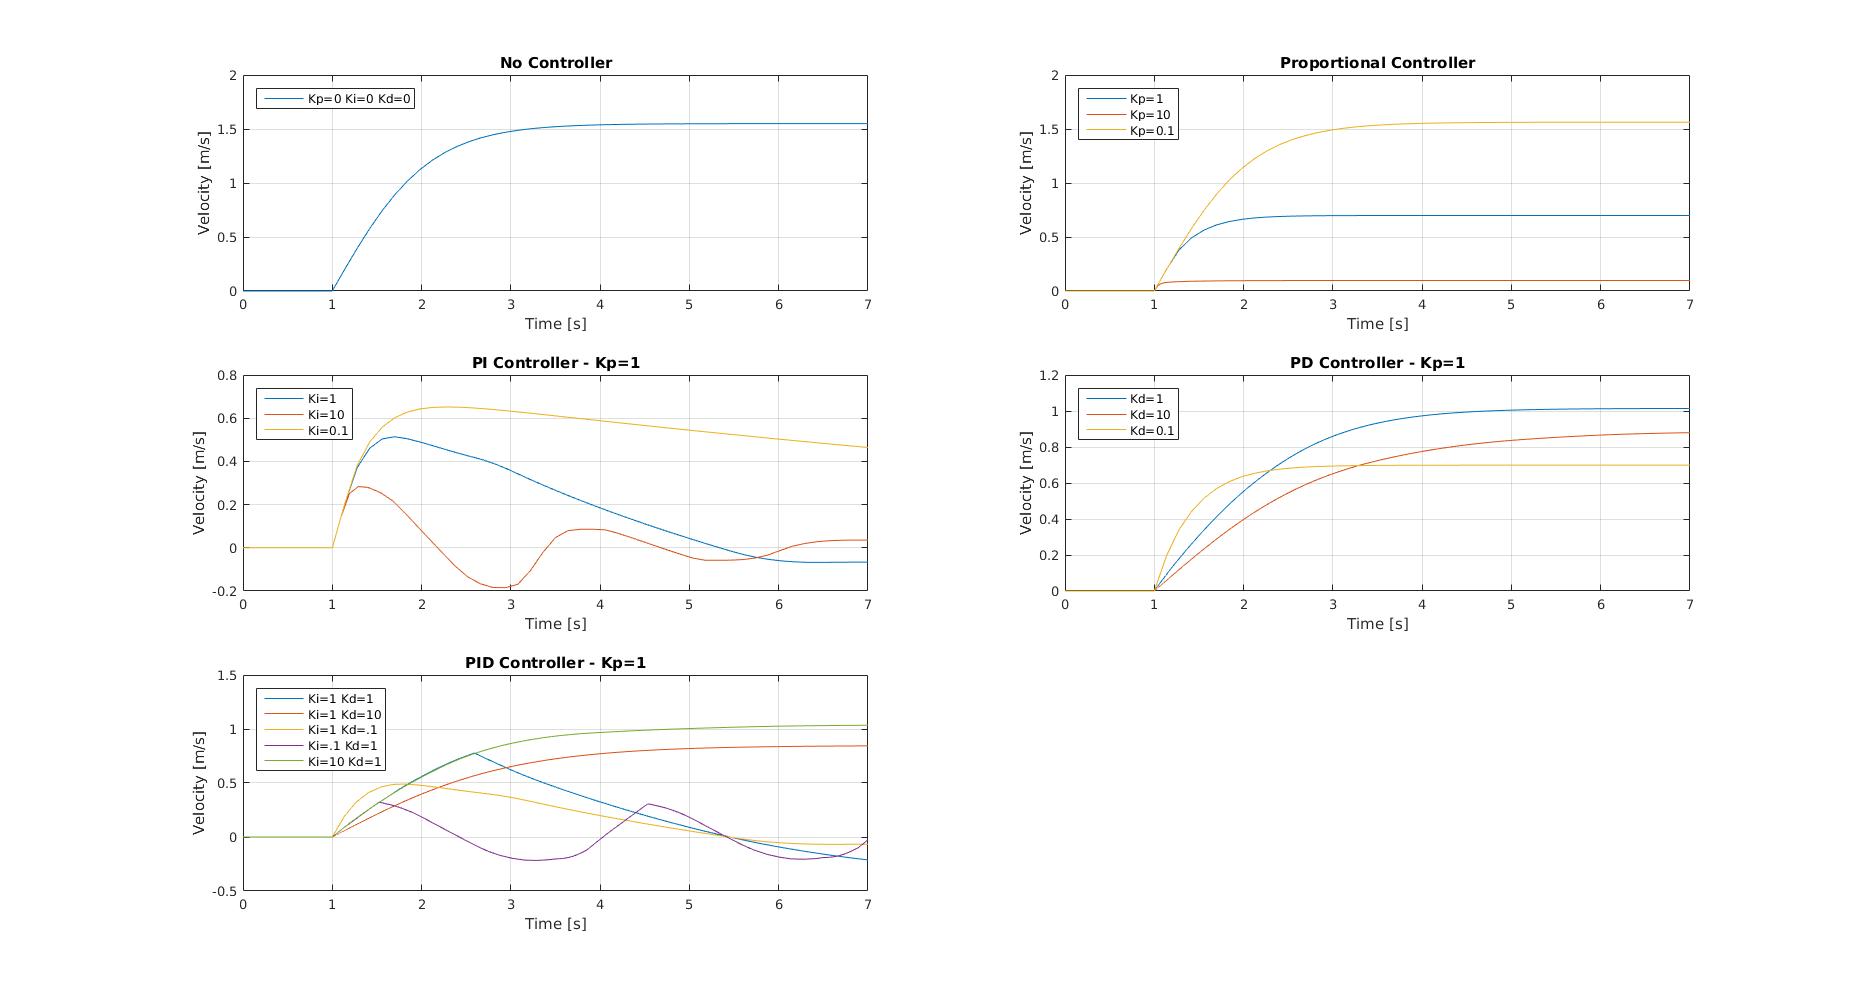 No Controller
2
1.5
1
0.5
0
Velocity [m/s]
Kp=0 Ki=0 Kd=0
0 1 2 3 4 5 6 7
Time [s]
Proportional Controller
2
1.5
1
0.5
0
Velocity [m/s]
Kp=1
Kp=10
Kp=0.1
0 1 2 3 4 5 6 7
Time [s]
PI Controller - Kp=1
0.8
0.6
0.4
0.2
0
-0.2
Velocity [m/s]
Ki=1
Ki=10
Ki=0.1
0 1 2 3 4 5 6 7
Time [s]
PD Controller - Kp=1
1.2
1
0.8
0.6
0.4
0.2
0
Velocity [m/s]
Kd=1
Kd=10
Kd=0.1
0 1 2 3 4 5 6 7
Time [s]
PID Controller - Kp=1
1.5
1
0.5
0
-0.5
Velocity [m/s]
Ki=1 Kd=1
Ki=1 Kd=10
Ki=1 Kd=.1
Ki=.1 Kd=1
Ki=10 Kd=1
0 1 2 3 4 5 6 7
Time [s]